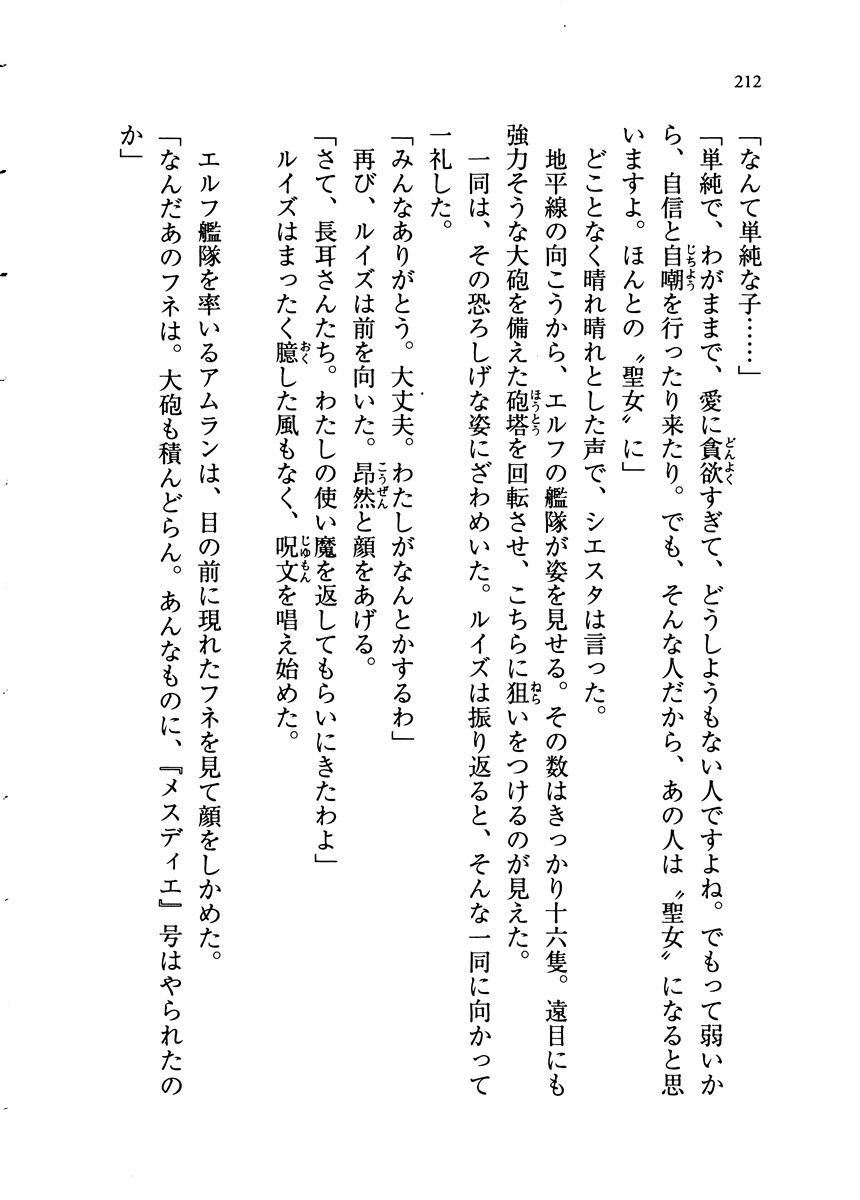 212
「なんて単純な子……」
「単純で、わがままで、愛に貪欲すぎて、どうしようもない人ですよね。でもって弱いか
ら、自信と自嘲を行ったり来たり。でも、そんな人だから、あの人は〝聖女〟になると思
いますよ。ほんとの〝聖女〟に」
どことなく晴れ晴れとした声で、シエスタは言った。
地平線の向こうから、エルフの艦隊が姿を見せる。その数はきっかり十六隻。遠目にも
強力そうな大砲を備えた砲塔を回転させ、こちらに狙いをつけるのが見えた。
一同は、その恐ろしげな姿にざわめいた。ルイズは振り返ると、そんな一同に向かって
一礼した。
「みんなありがとう。大丈夫。わたしがなんとかするわ」
再び、ルイズは前を向いた。昂然と顔をあげる。
「さて、長耳さんたち。わたしの使い魔を返してもらいにきたわよ」
ルイズはまったく臆した風もなく、呪文を唱え始めた。
エルフ艦隊を率いるアムランは、目の前に現れたフネを見て顔をしかめた。
「なんだあのフネは。大砲も積んどらん。あんなものに、『メスディエ』号はやられたの
か」